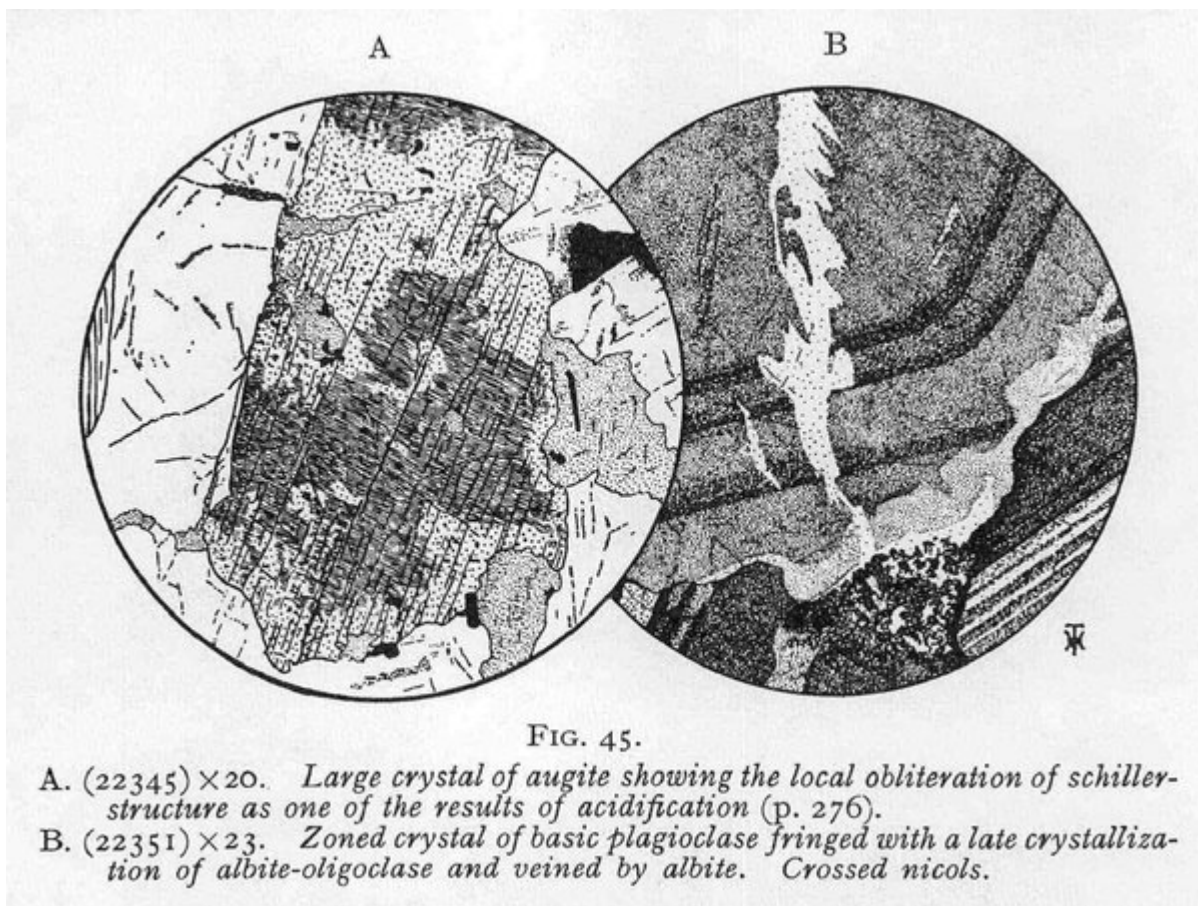 A
B
FIG. 45.
A. (22345) ×20. Large crystal of augite showing the local obliteration of schiller-
structure as one of the results of acidification (p. 276).
B. (22351) ×23. Zoned crystal of basic plagioclase fringed with a late crystalliza-
tion of albite-oligoclase and veined by albite. Crossed nicols.